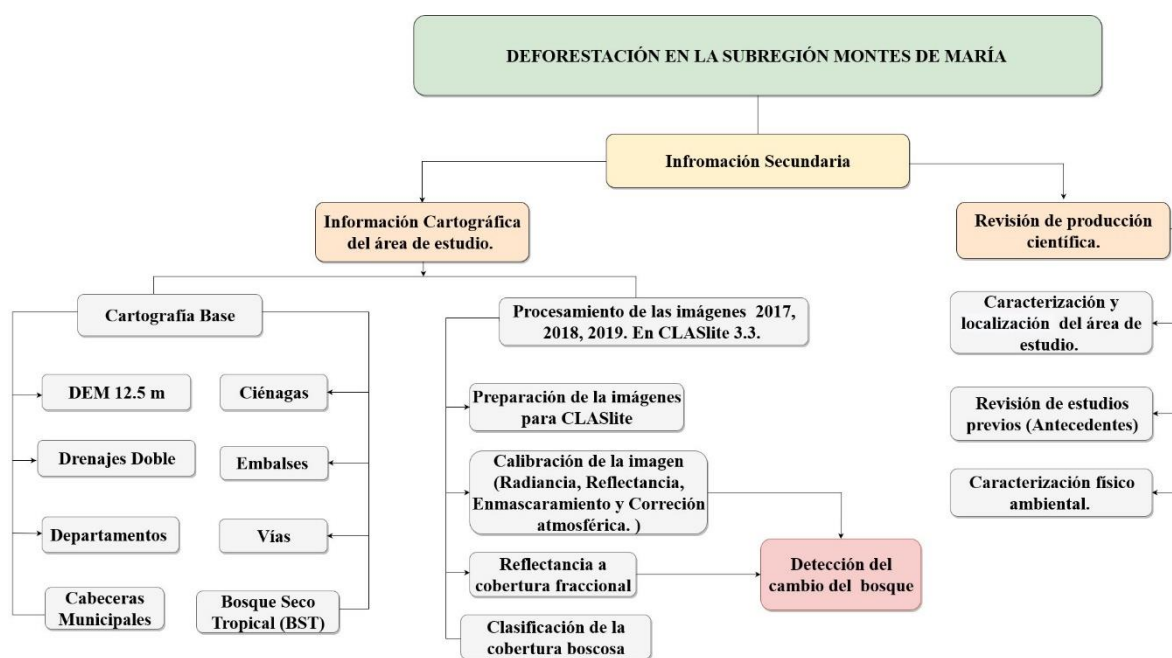 DEFORESTACIÓN EN LA SUBREGIÓN MONTES DE MARÍA
Infromación Secundaria
Información Cartográfica
del área de estudio.
Revisión de producción
científica.
Cartografía Base
Procesamiento de las imágenes 2017,
2018, 2019. En CLASlite 3.3.
Caracterización y
localización del área de
estudio.
DEM 12.5 m
Ciénagas
Preparación de la imágenes
para CLASlite
Revisión de estudios
previos (Antecedentes)
Drenajes Doble
Embalses
Calibración de la imagen
(Radiancia, Reflectancia,
Enmascaramiento y Correción
atmosférica. )
Caracterización físico
ambiental.
Departamentos
Vías
Reflectancia a
cobertura fraccional
Detección del
cambio del bosque
Cabeceras
Municipales
Bosque Seco
Tropical (BST)
Clasificación de la
cobertura boscosa